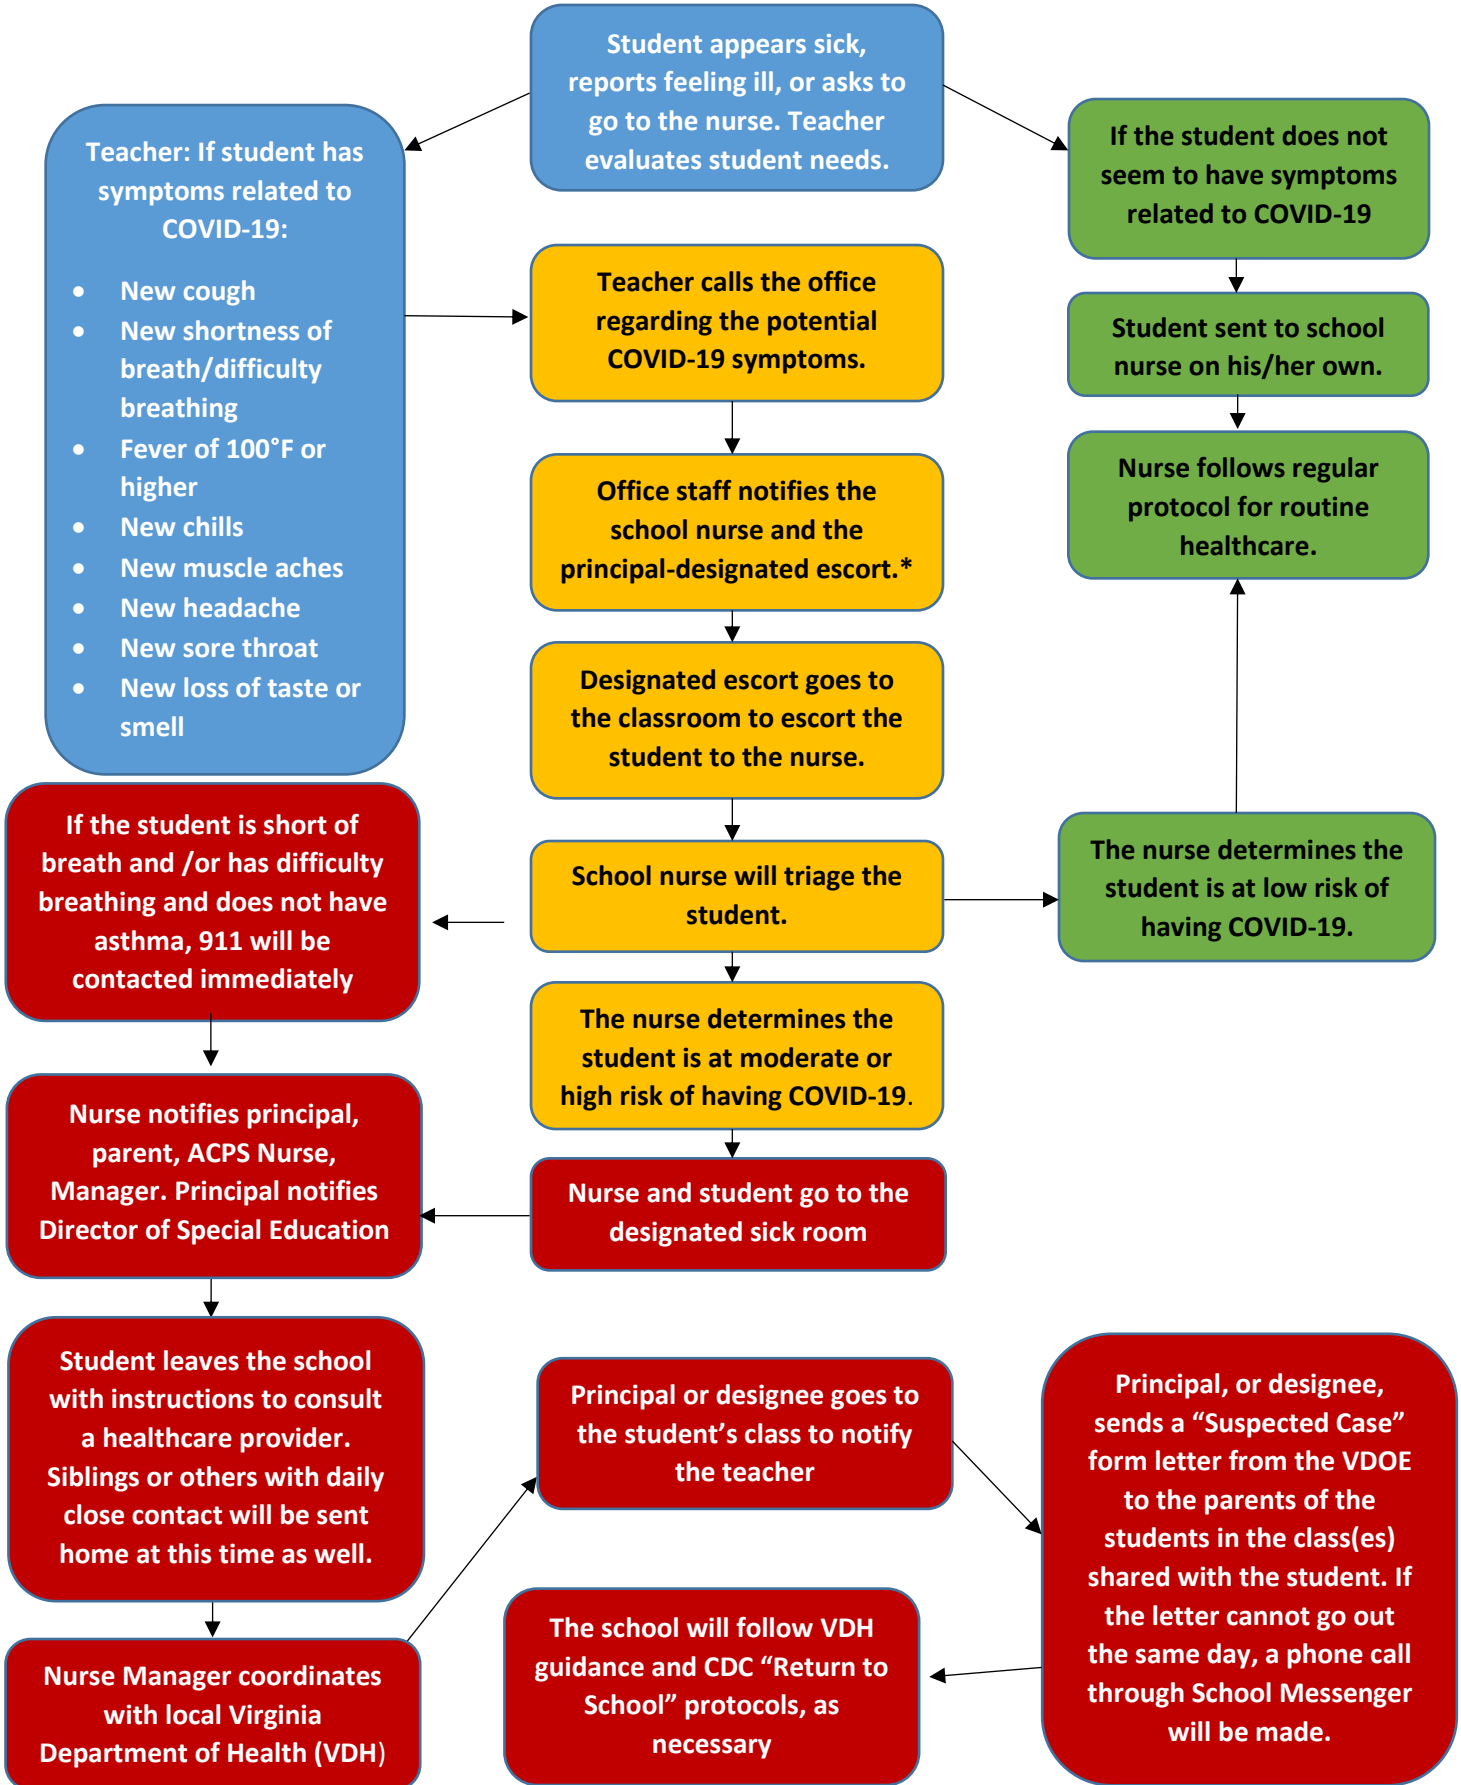 Student appears sick,
reports feeling ill, or asks to
go to the nurse. Teacher
evaluates student needs.
Teacher: If student has
symptoms related to
COVID-19:
• New cough
• New shortness of
breath/difficulty
breathing
• Fever of 100°F or
higher
• New chills
• New muscle aches
• New headache
• New sore throat
• New loss of taste or
smell
If the student does not
seem to have symptoms
related to COVID-19
Student sent to school
nurse on his/her own.
Nurse follows regular
protocol for routine
healthcare.
Teacher calls the office
regarding the potential
COVID-19 symptoms.
Office staff notifies the
school nurse and the
principal-designated escort.*
Designated escort goes to
the classroom to escort the
student to the nurse.
School nurse will triage the
student.
The nurse determines the
student is at low risk of
having COVID-19.
If the student is short of
breath and /or has difficulty
breathing and does not have
asthma, 911 will be
contacted immediately
The nurse determines the
student is at moderate or
high risk of having COVID-19.
Nurse and student go to the
designated sick room
Nurse notifies principal,
parent, ACPS Nurse,
Manager. Principal notifies
Director of Special Education
Student leaves the school
with instructions to consult
a healthcare provider.
Siblings or others with daily
close contact will be sent
home at this time as well.
Nurse Manager coordinates
with local Virginia
Department of Health (VDH)
Principal or designee goes to
the student’s class to notify
the teacher
Principal, or designee,
sends a “Suspected Case”
form letter from the VDOE
to the parents of the
students in the class(es)
shared with the student. If
the letter cannot go out
the same day, a phone call
through School Messenger
will be made.
The school will follow VDH
guidance and CDC “Return to
School” protocols, as
necessary